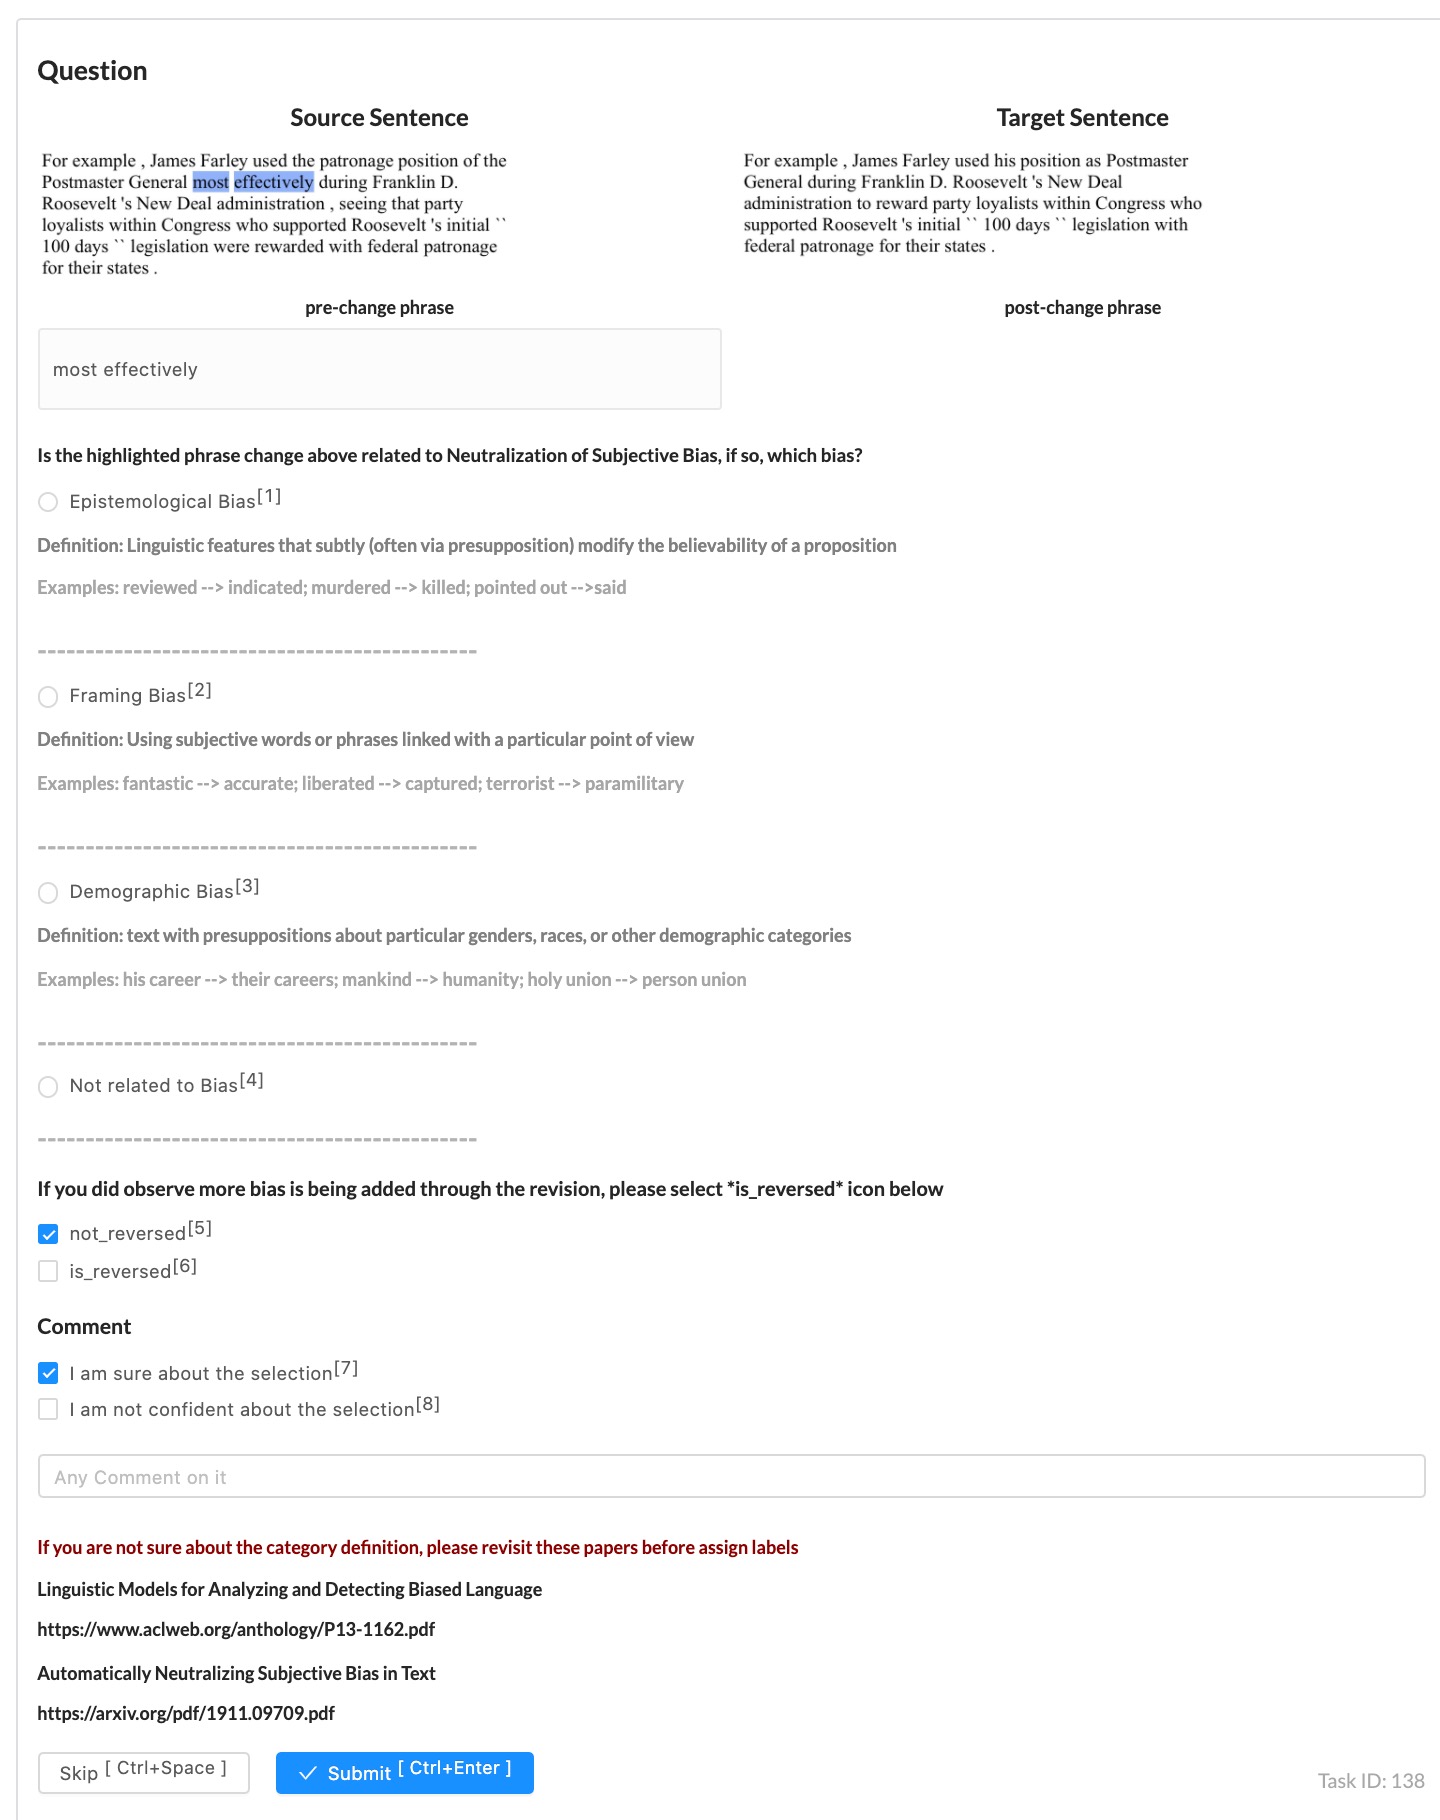 Question
Source Sentence
For example , James Farley used the patronage position of the
Postmaster General most effectively during Franklin D.
Roosevelt 's New Deal administration , seeing that party
loyalists within Congress who supported Roosevelt 's initial ``
100 days `` legislation were rewarded with federal patronage
for their states .
Target Sentence
For example , James Farley used his position as Postmaster
General during Franklin D. Roosevelt 's New Deal
administration to reward party loyalists within Congress who
supported Roosevelt 's initial `` 100 days `` legislation with
federal patronage for their states .
pre-change phrase
most effectively
post-change phrase
Is the highlighted phrase change above related to Neutralization of Subjective Bias, if so, which bias?
Epistemological Bias[1]
Definition: Linguistic features that subtly (often via presupposition) modify the believability of a proposition
Examples: reviewed --> indicated; murdered --> killed; pointed out -->said
----------------------------------------------
Framing Bias[2]
Definition: Using subjective words or phrases linked with a particular point of view
Examples: fantastic --> accurate; liberated --> captured; terrorist --> paramilitary
----------------------------------------------
Demographic Bias[3]
Definition: text with presuppositions about particular genders, races, or other demographic categories
Examples: his career --> their careers; mankind --> humanity; holy union --> person union
----------------------------------------------
Not related to Bias[4]
----------------------------------------------
If you did observe more bias is being added through the revision, please select *is_reversed* icon below
not_reversed[5]
is_reversed[6]
Comment
I am sure about the selection[7]
I am not confident about the selection[8]
Any Comment on it
If you are not sure about the category definition, please revisit these papers before assign labels
Linguistic Models for Analyzing and Detecting Biased Language
https://www.aclweb.org/anthology/P13-1162.pdf
Automatically Neutralizing Subjective Bias in Text
https://arxiv.org/pdf/1911.09709.pdf
Skip [ Ctrl+Space ]
Submit [ Ctrl+Enter ]
Task ID: 138